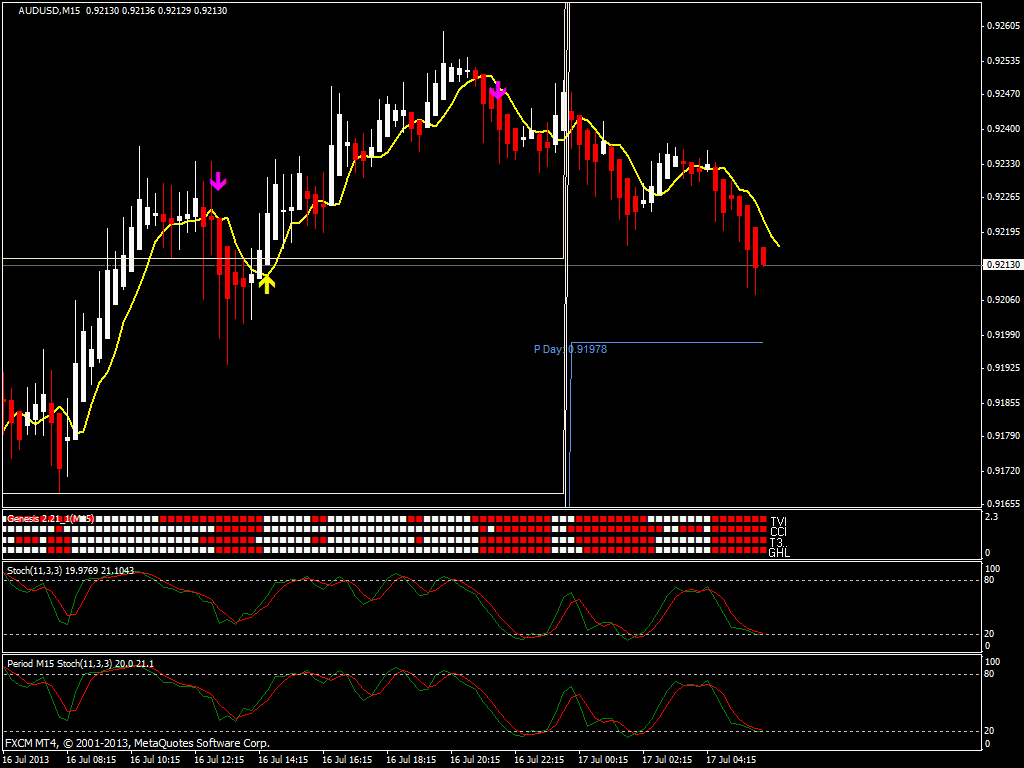 AUDUSD,M15 0.92130 0.92136 0.92129 0.92130
0.92605
0.92535
0.92470
0.92400
0.92330
0.92265
0.92195
0.92130
0.92060
0.91990
0.91925
0.91855
0.91790
0.91720
0.91655
P Day: 0.91978
Genesis 2.21_1(M15)
2.3
TVI
CCI
T3..
GHL
0
Stoch(11,3,3) 19.9769 21.1043
100
80
20
0
Period M15 Stoch(11,3,3) 20.0 21.1
100
80
20
0
FXCM MT4, © 2001-2013, MetaQuotes Software Corp.
16 Jul 2013
16 Jul 08:15
16 Jul 10:15
16 Jul 12:15
16 Jul 14:15
16 Jul 16:15
16 Jul 18:15
16 Jul 20:15
16 Jul 22:15
17 Jul 00:15
17 Jul 02:15
17 Jul 04:15